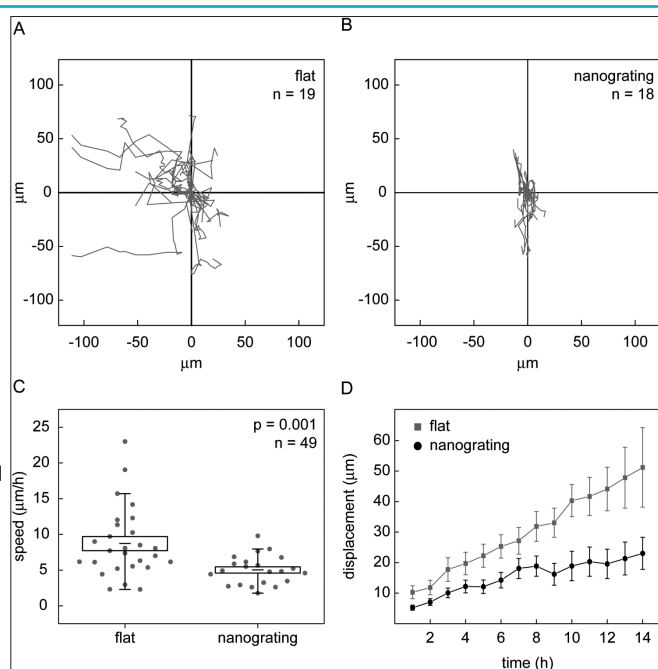 A
flat
n = 19
100
50
0
-50
-100
μm
-100 -50 0 50 100
μm
B
nanograting
n = 18
100
50
0
-50
-100
μm
-100 -50 0 50 100
μm
C
p = 0.001
n = 49
25
20
15
10
5
0
speed (μm/h)
flat nanograting
D
flat
nanograting
60
50
40
30
20
10
displacement (μm)
2 4 6 8 10 12 14
time (h)